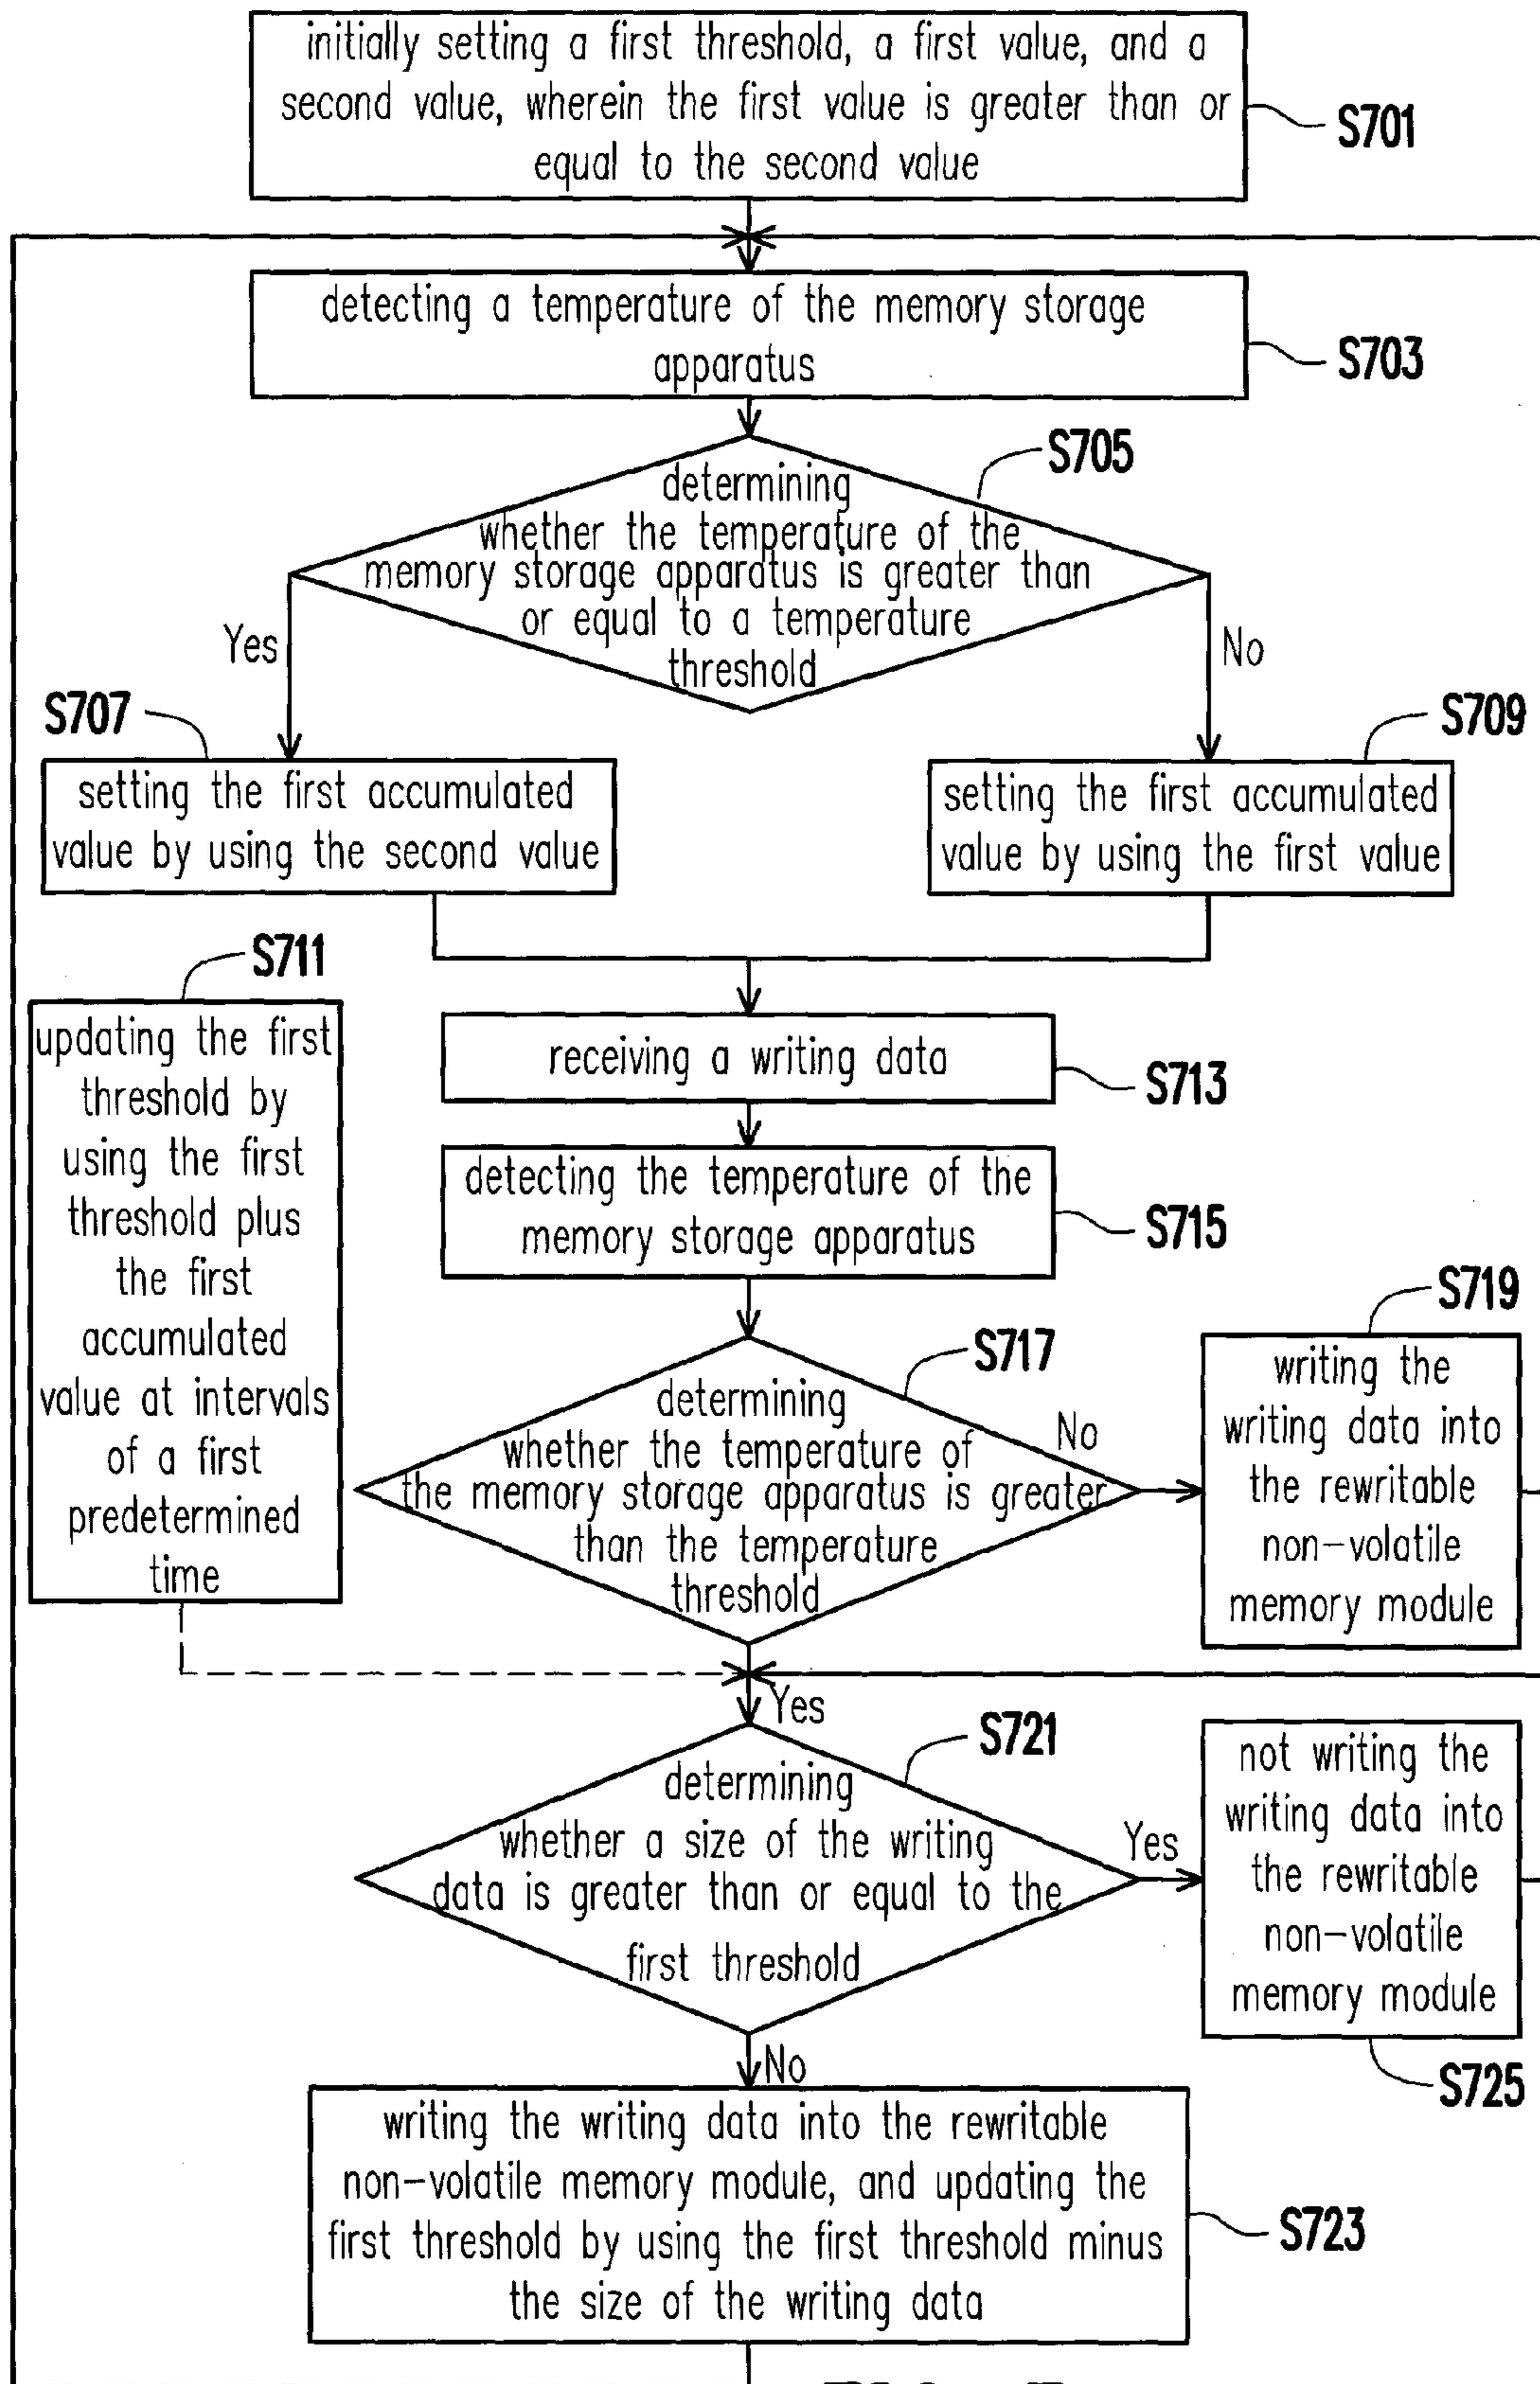 initially setting a first threshold, a first value, and a
second value, wherein the first value is greater than or
equal to the second value
S701
detecting a temperature of the memory storage
apparatus
S703
S705
determining
whether the temperature of the
memory storage apparatus is greater than
or equal to a temperature
threshold
Yes
No
S707
S709
setting the first accumulated
value by using the second value
setting the first accumulated
value by using the first value
S711
updating the first
threshold by
using the first
threshold plus
the first
accumulated
value at intervals
of a first
predetermined
time
receiving a writing data
S713
detecting the temperature of the
memory storage apparatus
S715
S717
determining
whether the temperature of
the memory storage apparatus is greater
than the temperature
threshold
No
S719
writing the
writing data into
the rewritable
non-volatile
memory module
Yes
S721
determining
whether a size of the writing
data is greater than or equal to the
first threshold
Yes
not writing the
writing data into
the rewritable
non-volatile
memory module
S725
No
writing the writing data into the rewritable
non-volatile memory module, and updating the
first threshold by using the first threshold minus
the size of the writing data
S723